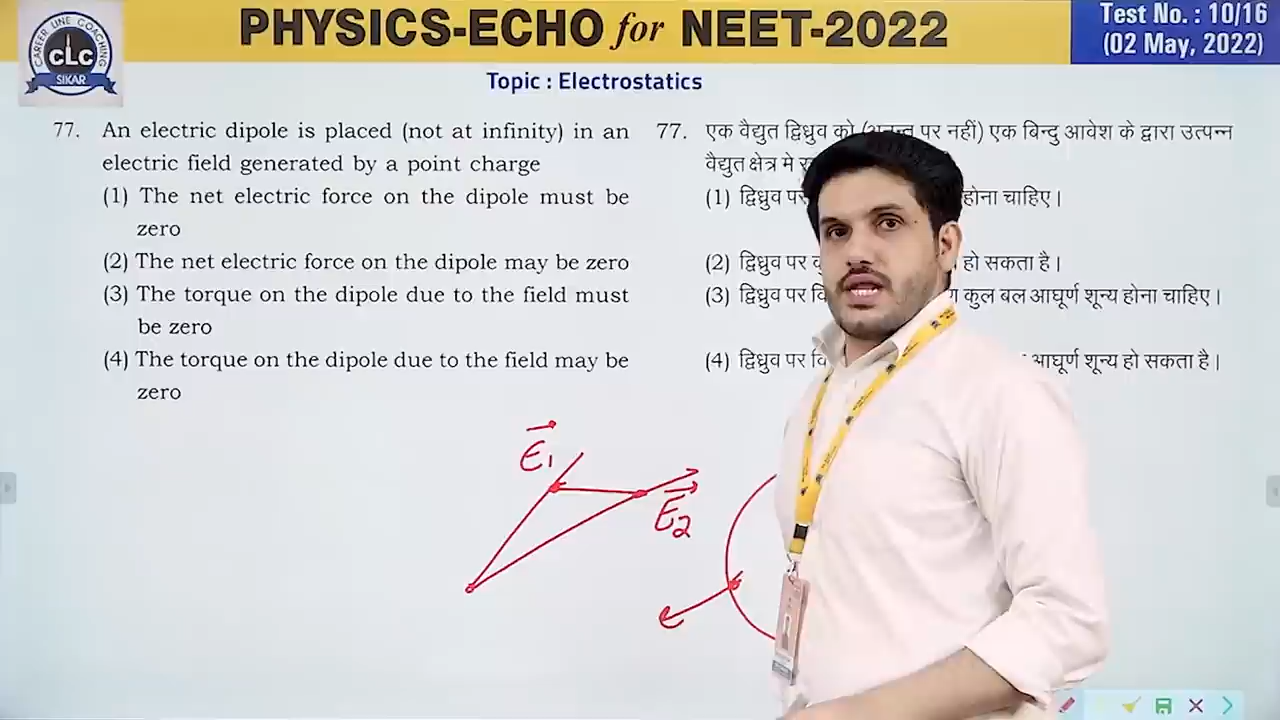 PHYSICS-ECHO for NEET-2022
Test No. : 10/16
(02 May, 2022)
CAREER LINE COACHING
CLC
SIKAR
Topic : Electrostatics
77. An electric dipole is placed (not at infinity) in an
electric field generated by a point charge
(1) The net electric force on the dipole must be
zero
(2) The net electric force on the dipole may be zero
(3) The torque on the dipole due to the field must
be zero
(4) The torque on the dipole due to the field may be
zero
77. एक वैद्युत द्विध्रुव को पर नहीं) एक बिन्दु आवेश के द्वारा उत्पन्न
वैद्युत क्षेत्र मे
(1) द्विध्रुव पर होना चाहिए।
(2) द्विध्रुव पर हो सकता है।
(3) द्विध्रुव पर कुल बल आघूर्ण शून्य होना चाहिए।
(4) द्विध्रुव पर आघूर्ण शून्य हो सकता है।
E₁
E₂